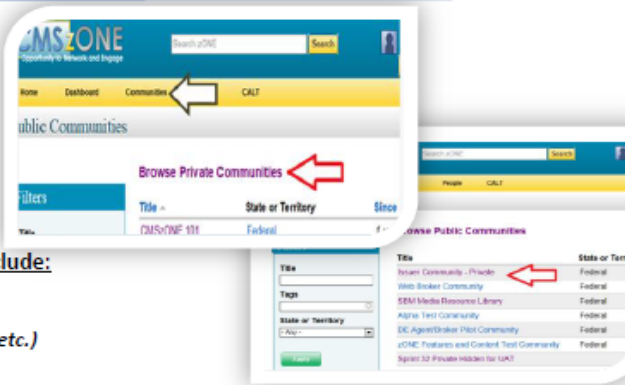 CMSzONE
Opportunity to Network and Engage
Search zONE
Search
Home Dashboard Communities CALT
ublic Communities
Browse Private Communities
Filters
Title
State or Territory
Since
CMSzONE 101
Federal
Title
lude:
etc.)
Search zONE
Search
People CALT
owse Public Communities
Title
State or Terri
Issuer Community - Private
Federal
Web Broker Community
Federal
SBM Media Resource Library
Federal
Alpha Test Community
Federal
DE Agent/Broker Pilot Community
Federal
zONE Features and Content Test Community
Federal
Sprint 32 Private Hidden for UAT
Federal
Title
Tags
State or Territory
- Any -
Apply